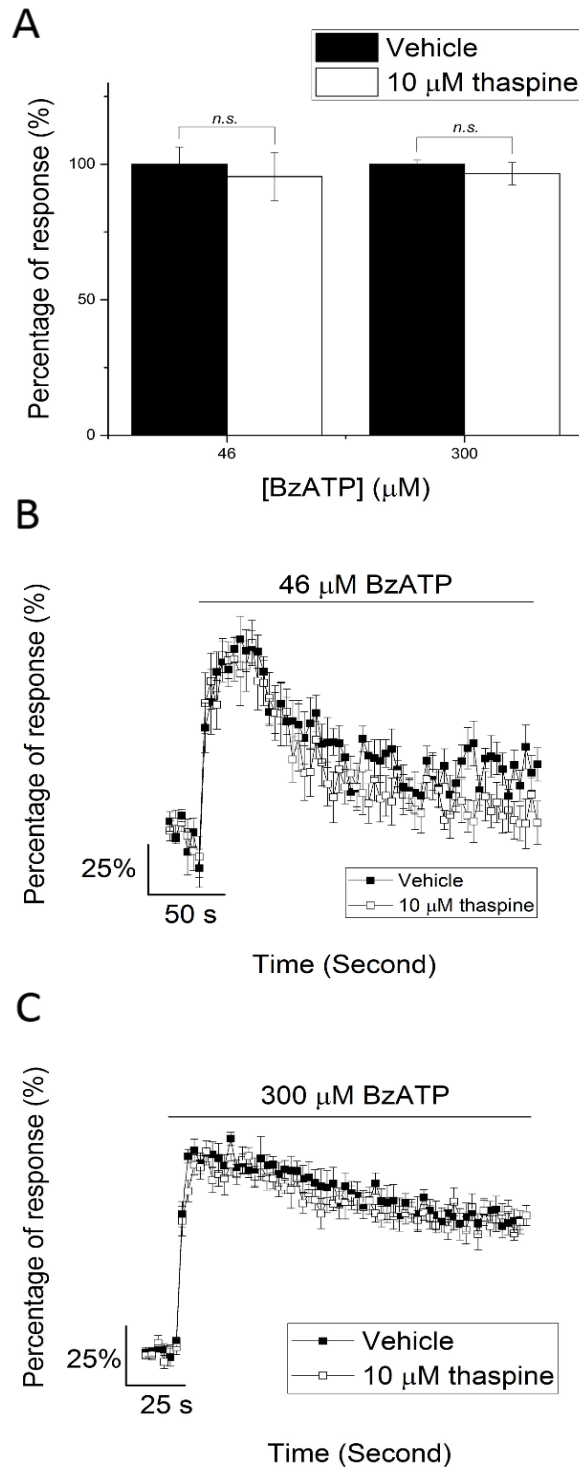 A
Vehicle
10 μM thaspine
n.s.
n.s.
Percentage of response (%)
100
50
0
46
300
[BzATP] (μM)
B
46 μM BzATP
Percentage of response (%)
25%
50 s
Vehicle
10 μM thaspine
Time (Second)
C
300 μM BzATP
Percentage of response (%)
25%
25 s
Vehicle
10 μM thaspine
Time (Second)